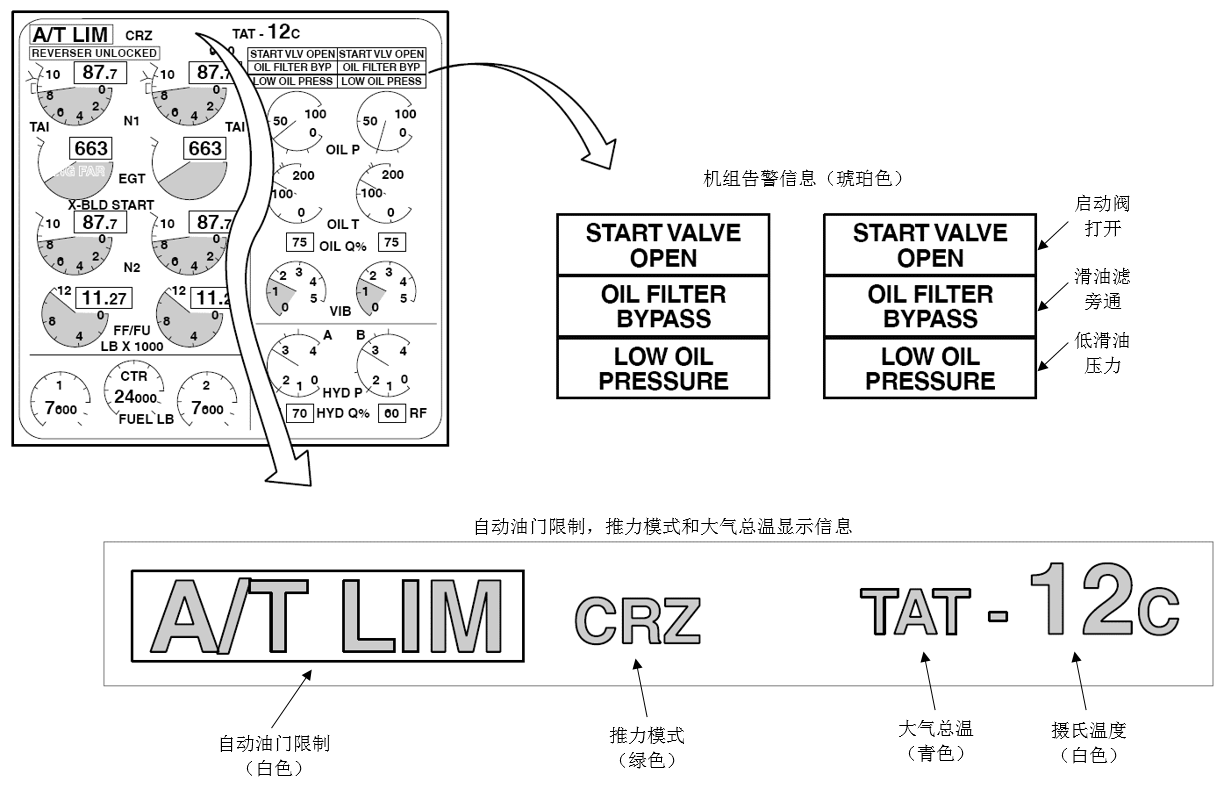 A/T LIM CRZ TAT - 12C
REVERSER UNLOCKED
START VLV OPEN START VLV OPEN
OIL FILTER BYP OIL FILTER BYP
LOW OIL PRESS LOW OIL PRESS
10 87.7 10 87.7
8 6 4 2 0 8 6 4 2 0
TAI N1 TAI
50 100 0 50 100 0
OIL P
663 663
EGT
200 100 0 200 100 0
OIL T
X-BLD START
10 87.7 10 87.7
8 6 4 2 0 8 6 4 2 0
N2
75 OIL Q% 75
12 11.27 12
8 4 0 8 4 0
FF/FU
LB X 1000
0 1 2 3 4 5 0 1 2 3 4 5
VIB
A B
4 3 2 1 0 4 3 2 1 0
HYD P
70 HYD Q% 60 RF
1 CTR 2
7600 24000 7600
FUEL LB
机组告警信息（琥珀色）
START VALVE
OPEN
OIL FILTER
BYPASS
LOW OIL
PRESSURE
START VALVE
OPEN
OIL FILTER
BYPASS
LOW OIL
PRESSURE
启动阀
打开
滑油滤
旁通
低滑油
压力
自动油门限制，推力模式和大气总温显示信息
A/T LIM CRZ TAT - 12C
自动油门限制
（白色）
推力模式
（绿色）
大气总温
（青色）
摄氏温度
（白色）